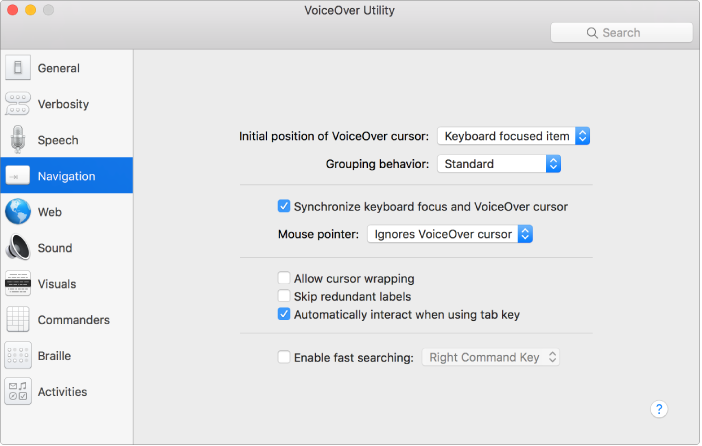 VoiceOver Utility
Search
General
Verbosity
Speech
Navigation
Web
Sound
Visuals
Commanders
Braille
Activities
Initial position of VoiceOver cursor: Keyboard focused item
Grouping behavior: Standard
Synchronize keyboard focus and VoiceOver cursor
Mouse pointer: Ignores VoiceOver cursor
Allow cursor wrapping
Skip redundant labels
Automatically interact when using tab key
Enable fast searching: Right Command Key
?